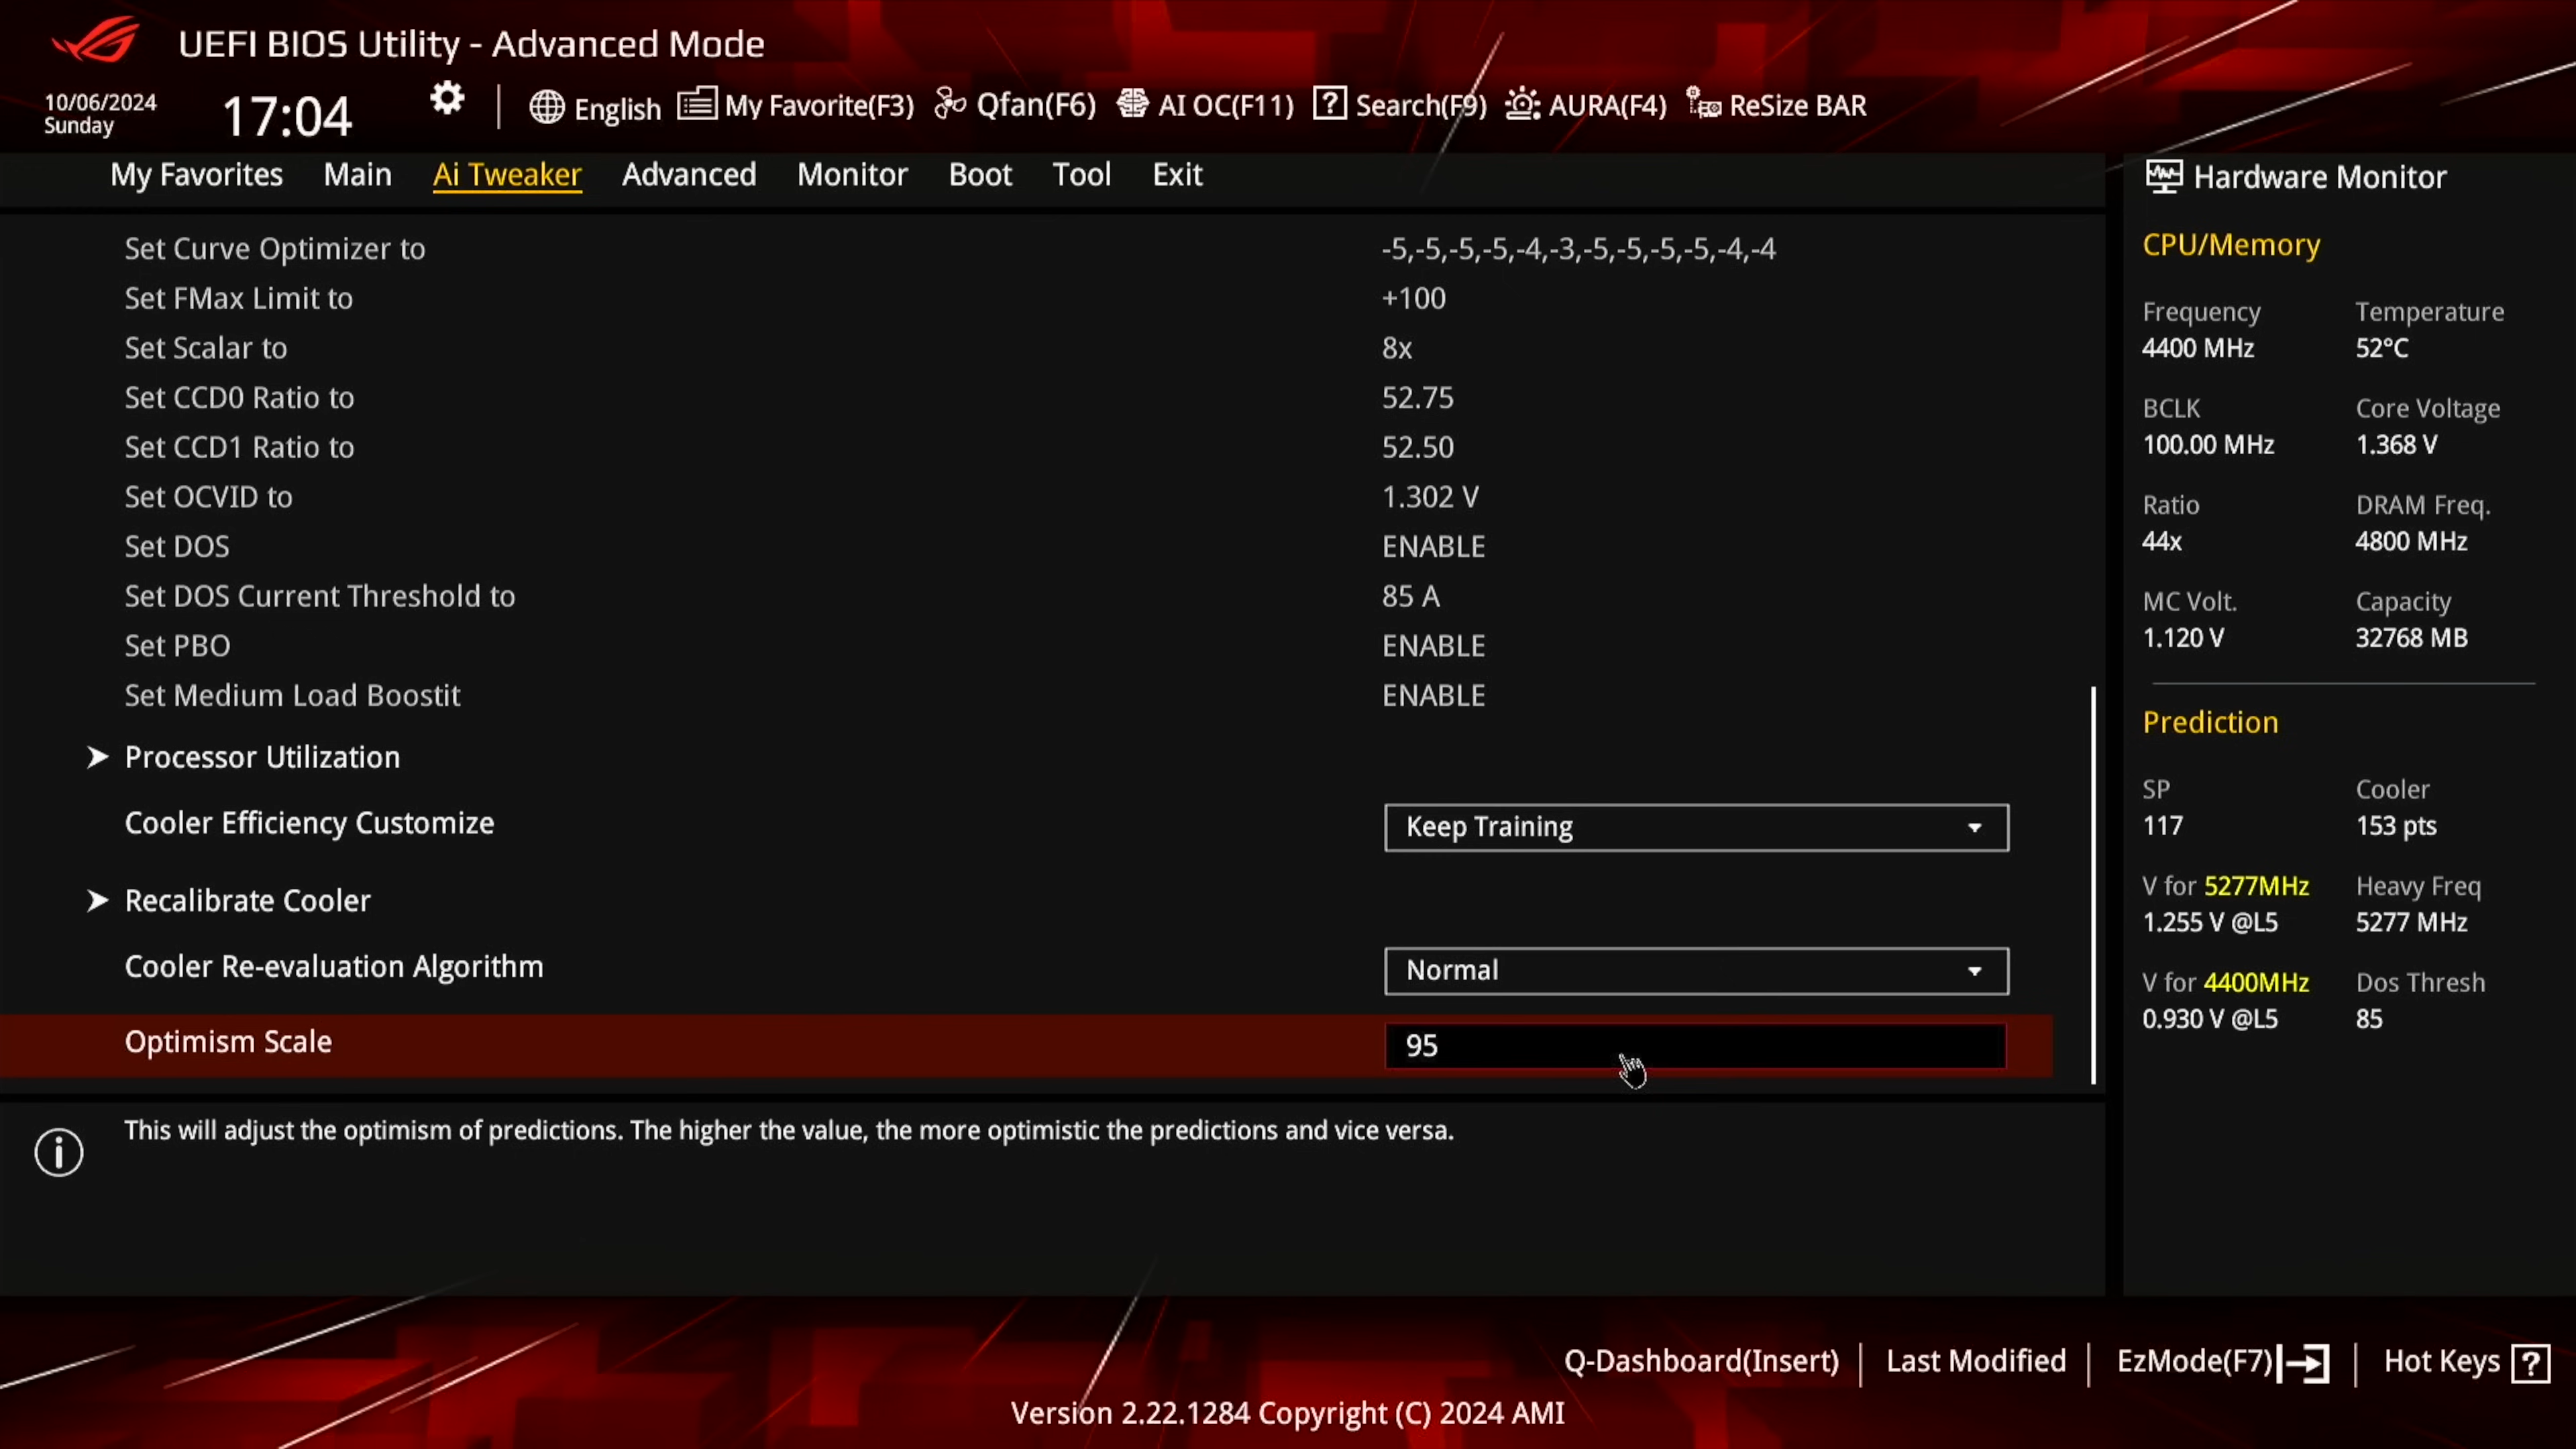 UEFI BIOS Utility - Advanced Mode
10/06/2024
Sunday
17:04
English
My Favorite(F3)
Qfan(F6)
AI OC(F11)
Search(F9)
AURA(F4)
ReSize BAR
My Favorites Main Ai Tweaker Advanced Monitor Boot Tool Exit
Set Curve Optimizer to -5,-5,-5,-5,-4,-3,-5,-5,-5,-5,-4,-4
Set FMax Limit to +100
Set Scalar to 8x
Set CCD0 Ratio to 52.75
Set CCD1 Ratio to 52.50
Set OCVID to 1.302 V
Set DOS ENABLE
Set DOS Current Threshold to 85 A
Set PBO ENABLE
Set Medium Load Boostit ENABLE
Processor Utilization
Cooler Efficiency Customize Keep Training
Recalibrate Cooler
Cooler Re-evaluation Algorithm Normal
Optimism Scale 95
This will adjust the optimism of predictions. The higher the value, the more optimistic the predictions and vice versa.
Hardware Monitor
CPU/Memory
Frequency Temperature
4400 MHz 52°C
BCLK Core Voltage
100.00 MHz 1.368 V
Ratio DRAM Freq.
44x 4800 MHz
MC Volt. Capacity
1.120 V 32768 MB
Prediction
SP Cooler
117 153 pts
V for 5277MHz Heavy Freq
1.255 V @L5 5277 MHz
V for 4400MHz Dos Thresh
0.930 V @L5 85
Q-Dashboard(Insert) Last Modified EzMode(F7) Hot Keys ?
Version 2.22.1284 Copyright (C) 2024 AMI